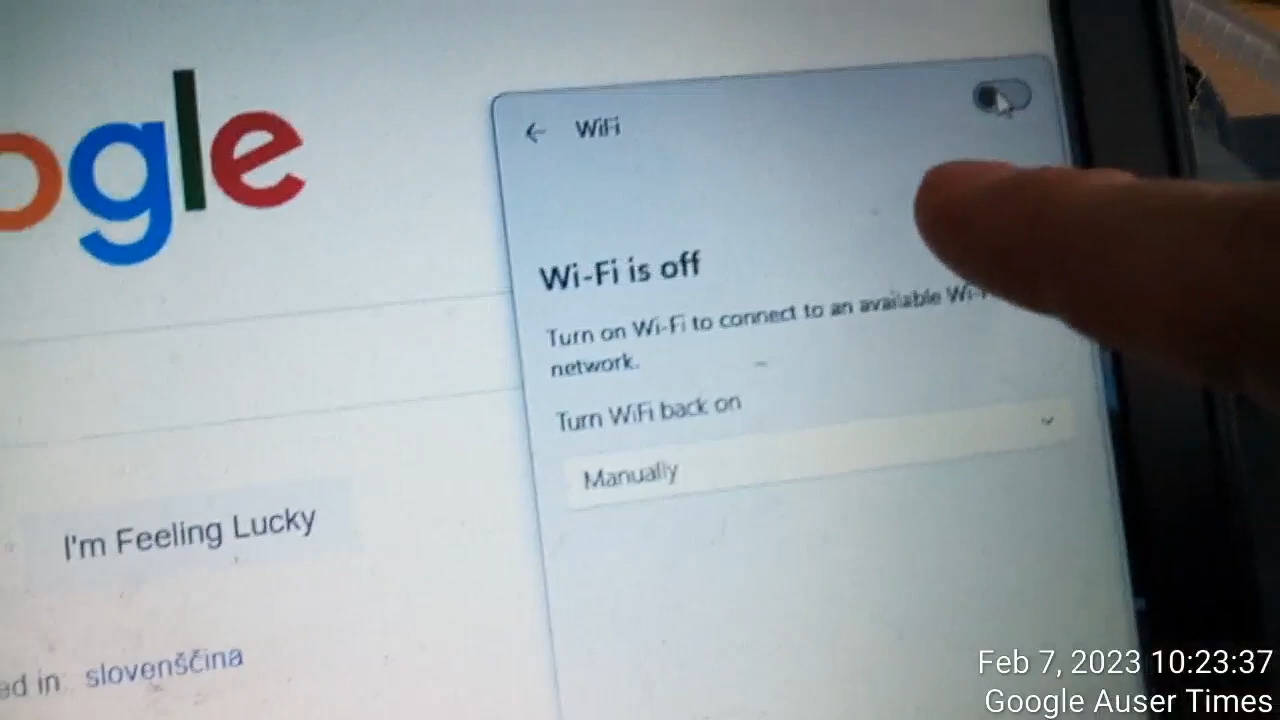 ogle
WiFi
Wi-Fi is off
Turn on Wi-Fi to connect to an available
network.
Turn WiFi back on
Manually
I'm Feeling Lucky
in: slovenščina
Feb 7, 2023 10:23:37
Google Auser Times